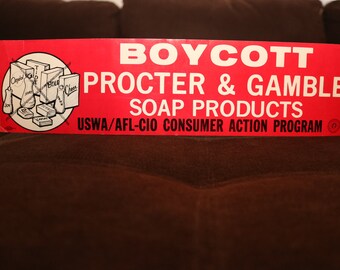 BOYCOTT
PROCTER & GAMBLE
SOAP PRODUCTS
USWA/AFL-CIO CONSUMER ACTION PROGRAM